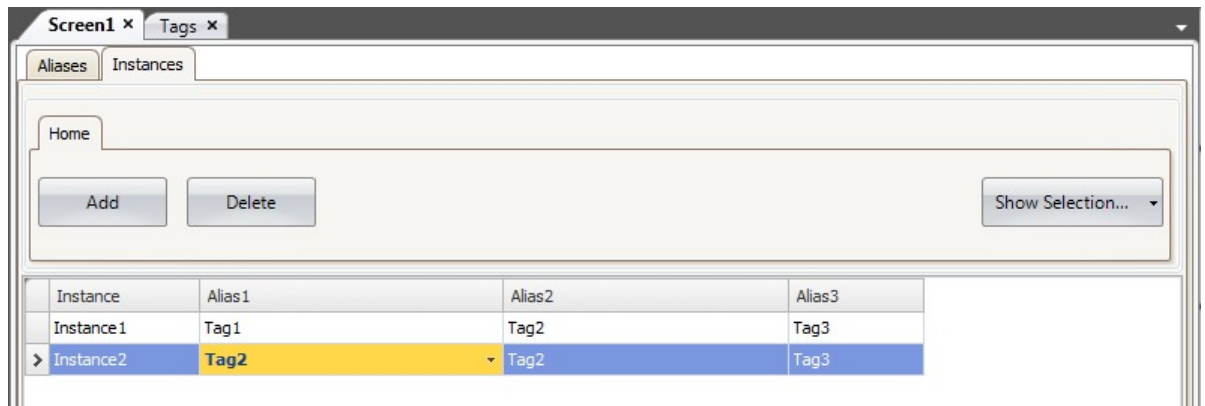 Screen1 × Tags ×
Aliases Instances
Home
Add Delete Show Selection...
Instance Alias1 Alias2 Alias3
Instance1 Tag1 Tag2 Tag3
Instance2 Tag2 Tag2 Tag3